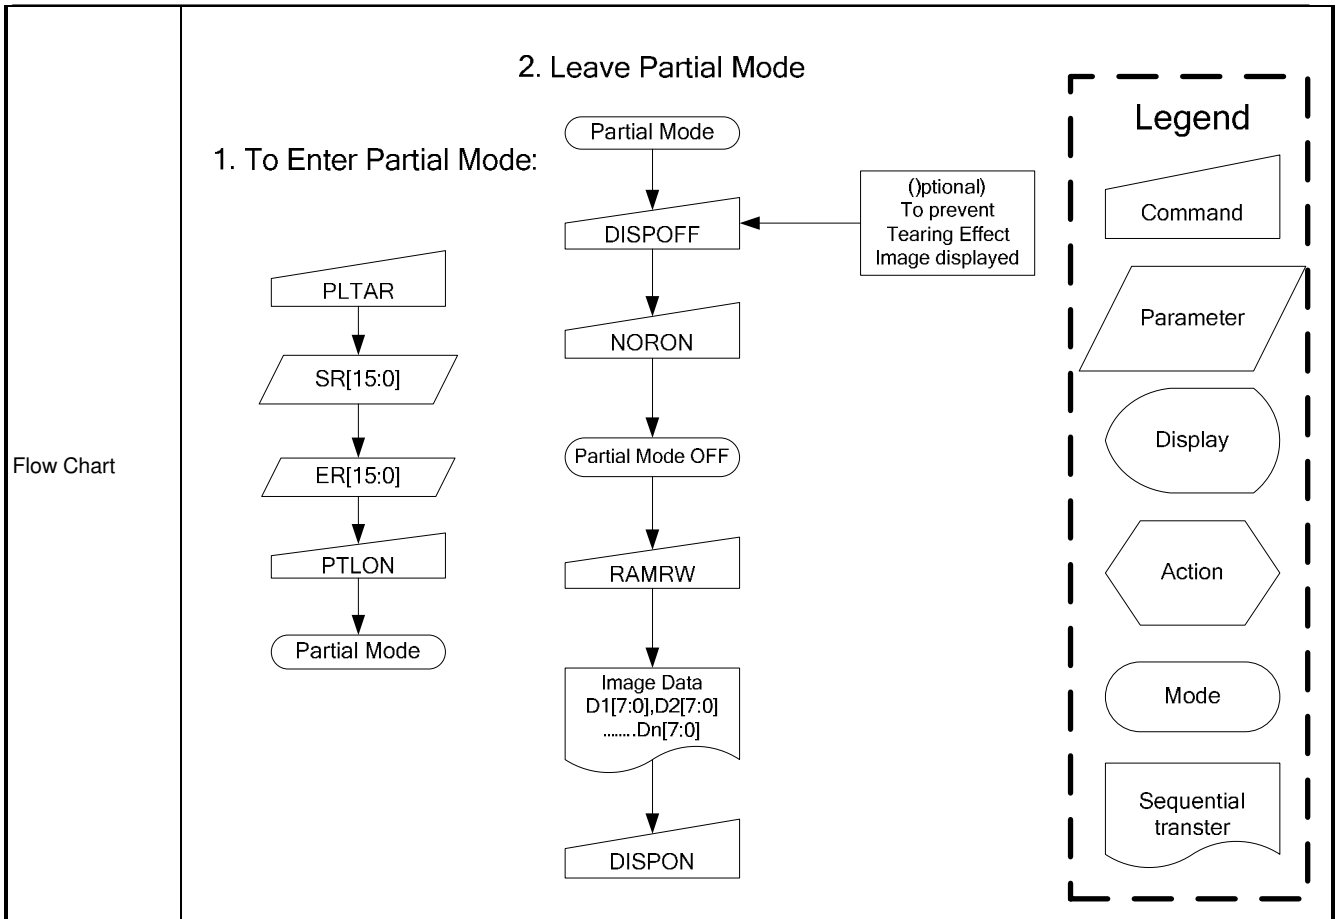 Flow Chart
1. To Enter Partial Mode:
PLTAR
SR[15:0]
ER[15:0]
PTLON
Partial Mode
2. Leave Partial Mode
Partial Mode
DISPOFF
()ptional)
To prevent
Tearing Effect
Image displayed
NORON
Partial Mode OFF
RAMRW
Image Data
D1[7:0],D2[7:0]
........Dn[7:0]
DISPON
Legend
Command
Parameter
Display
Action
Mode
Sequential
transter